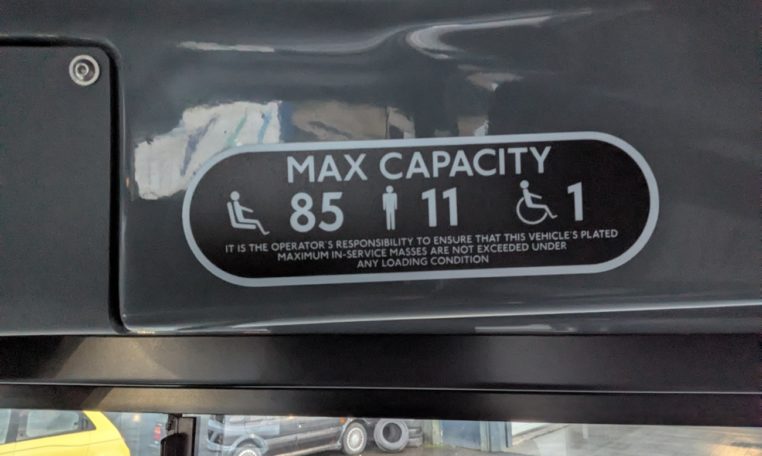 MAX CAPACITY
85 11 1
IT IS THE OPERATOR'S RESPONSIBILITY TO ENSURE THAT THIS VEHICLE'S PLATED
MAXIMUM IN-SERVICE MASSES ARE NOT EXCEEDED UNDER
ANY LOADING CONDITION